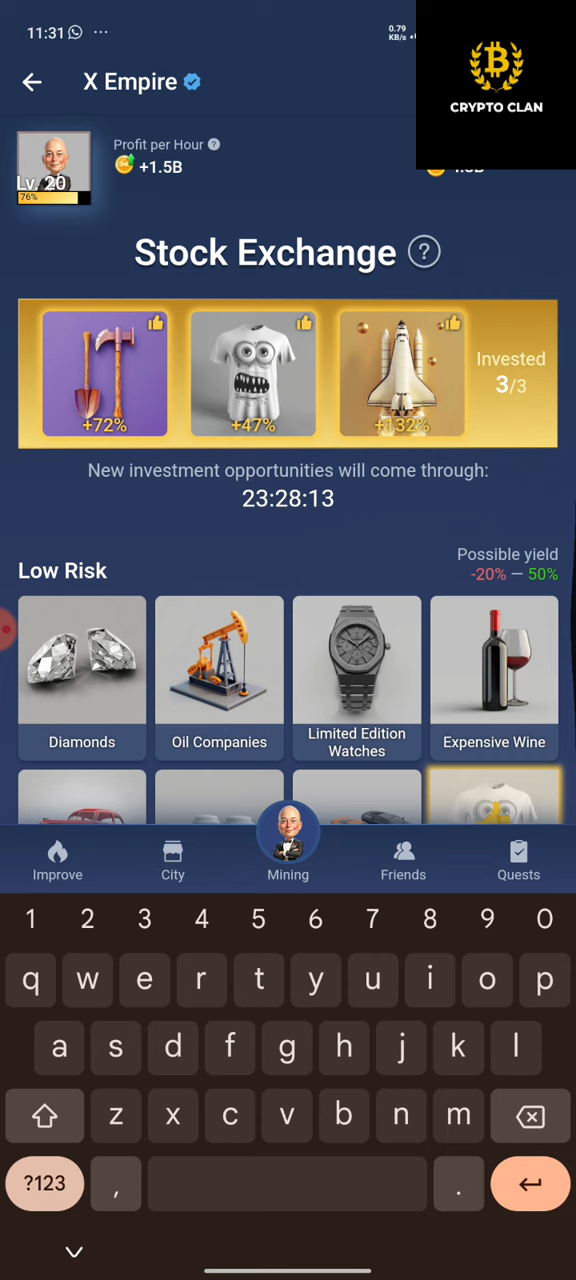 11:31
0.79
KB/s
CRYPTO CLAN
X Empire
Profit per Hour ?
+1.5B
Lv. 20
76%
Stock Exchange ?
+72%
+47%
+132%
Invested
3/3
New investment opportunities will come through:
23:28:13
Possible yield
Low Risk
-20% — 50%
Diamonds
Oil Companies
Limited Edition
Watches
Expensive Wine
Improve
City
Mining
Friends
Quests
1 2 3 4 5 6 7 8 9 0
q w e r t y u i o p
a s d f g h j k l
z x c v b n m
?123 , .